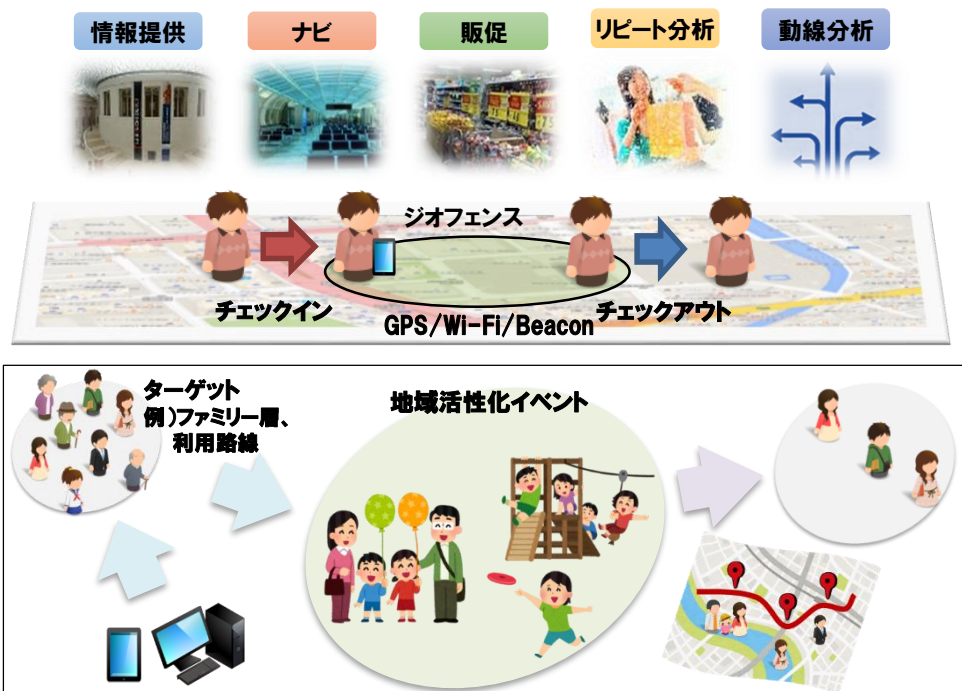 情報提供
ナビ
販促
リピート分析
動線分析
ジオフェンス
チェックイン
GPS/Wi-Fi/Beacon
チェックアウト
ターゲット
例)ファミリー層、
利用路線
地域活性化イベント